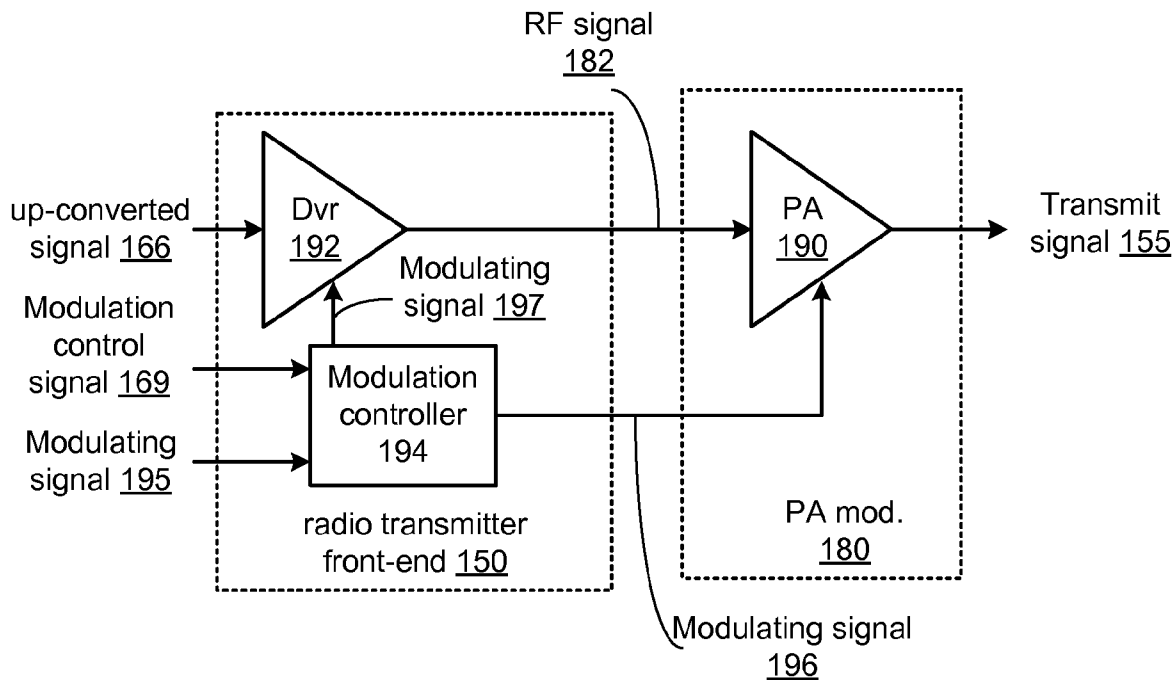 RF signal
182
up-converted
signal 166
Dvr
192
PA
190
Transmit
signal 155
Modulating
signal 197
Modulation
control
signal 169
Modulation
controller
194
Modulating
signal 195
radio transmitter
front-end 150
PA mod.
180
Modulating signal
196